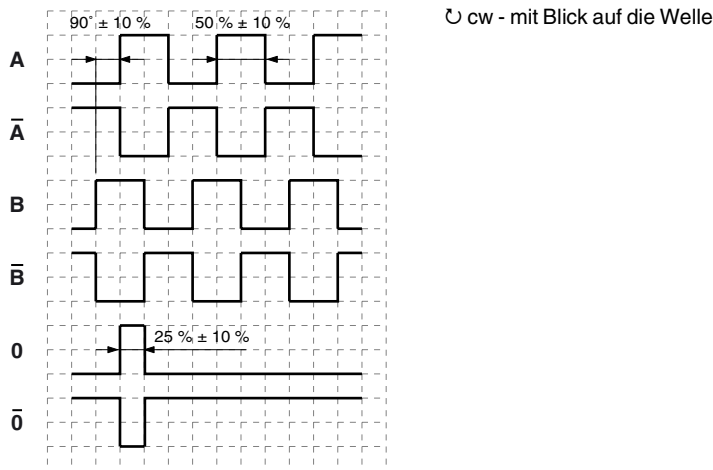 ↻ cw - mit Blick auf die Welle
90° ± 10 % 50 % ± 10 %
A
A̅
B
B̅
0
25 % ± 10 %
0̅